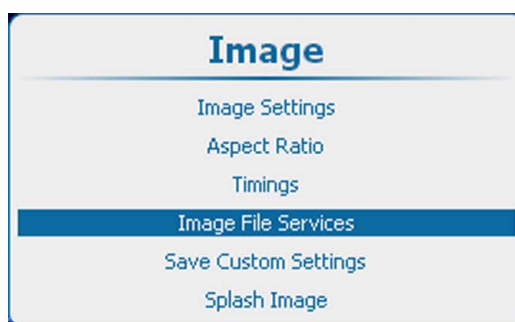 Image
Image Settings
Aspect Ratio
Timings
Image File Services
Save Custom Settings
Splash Image